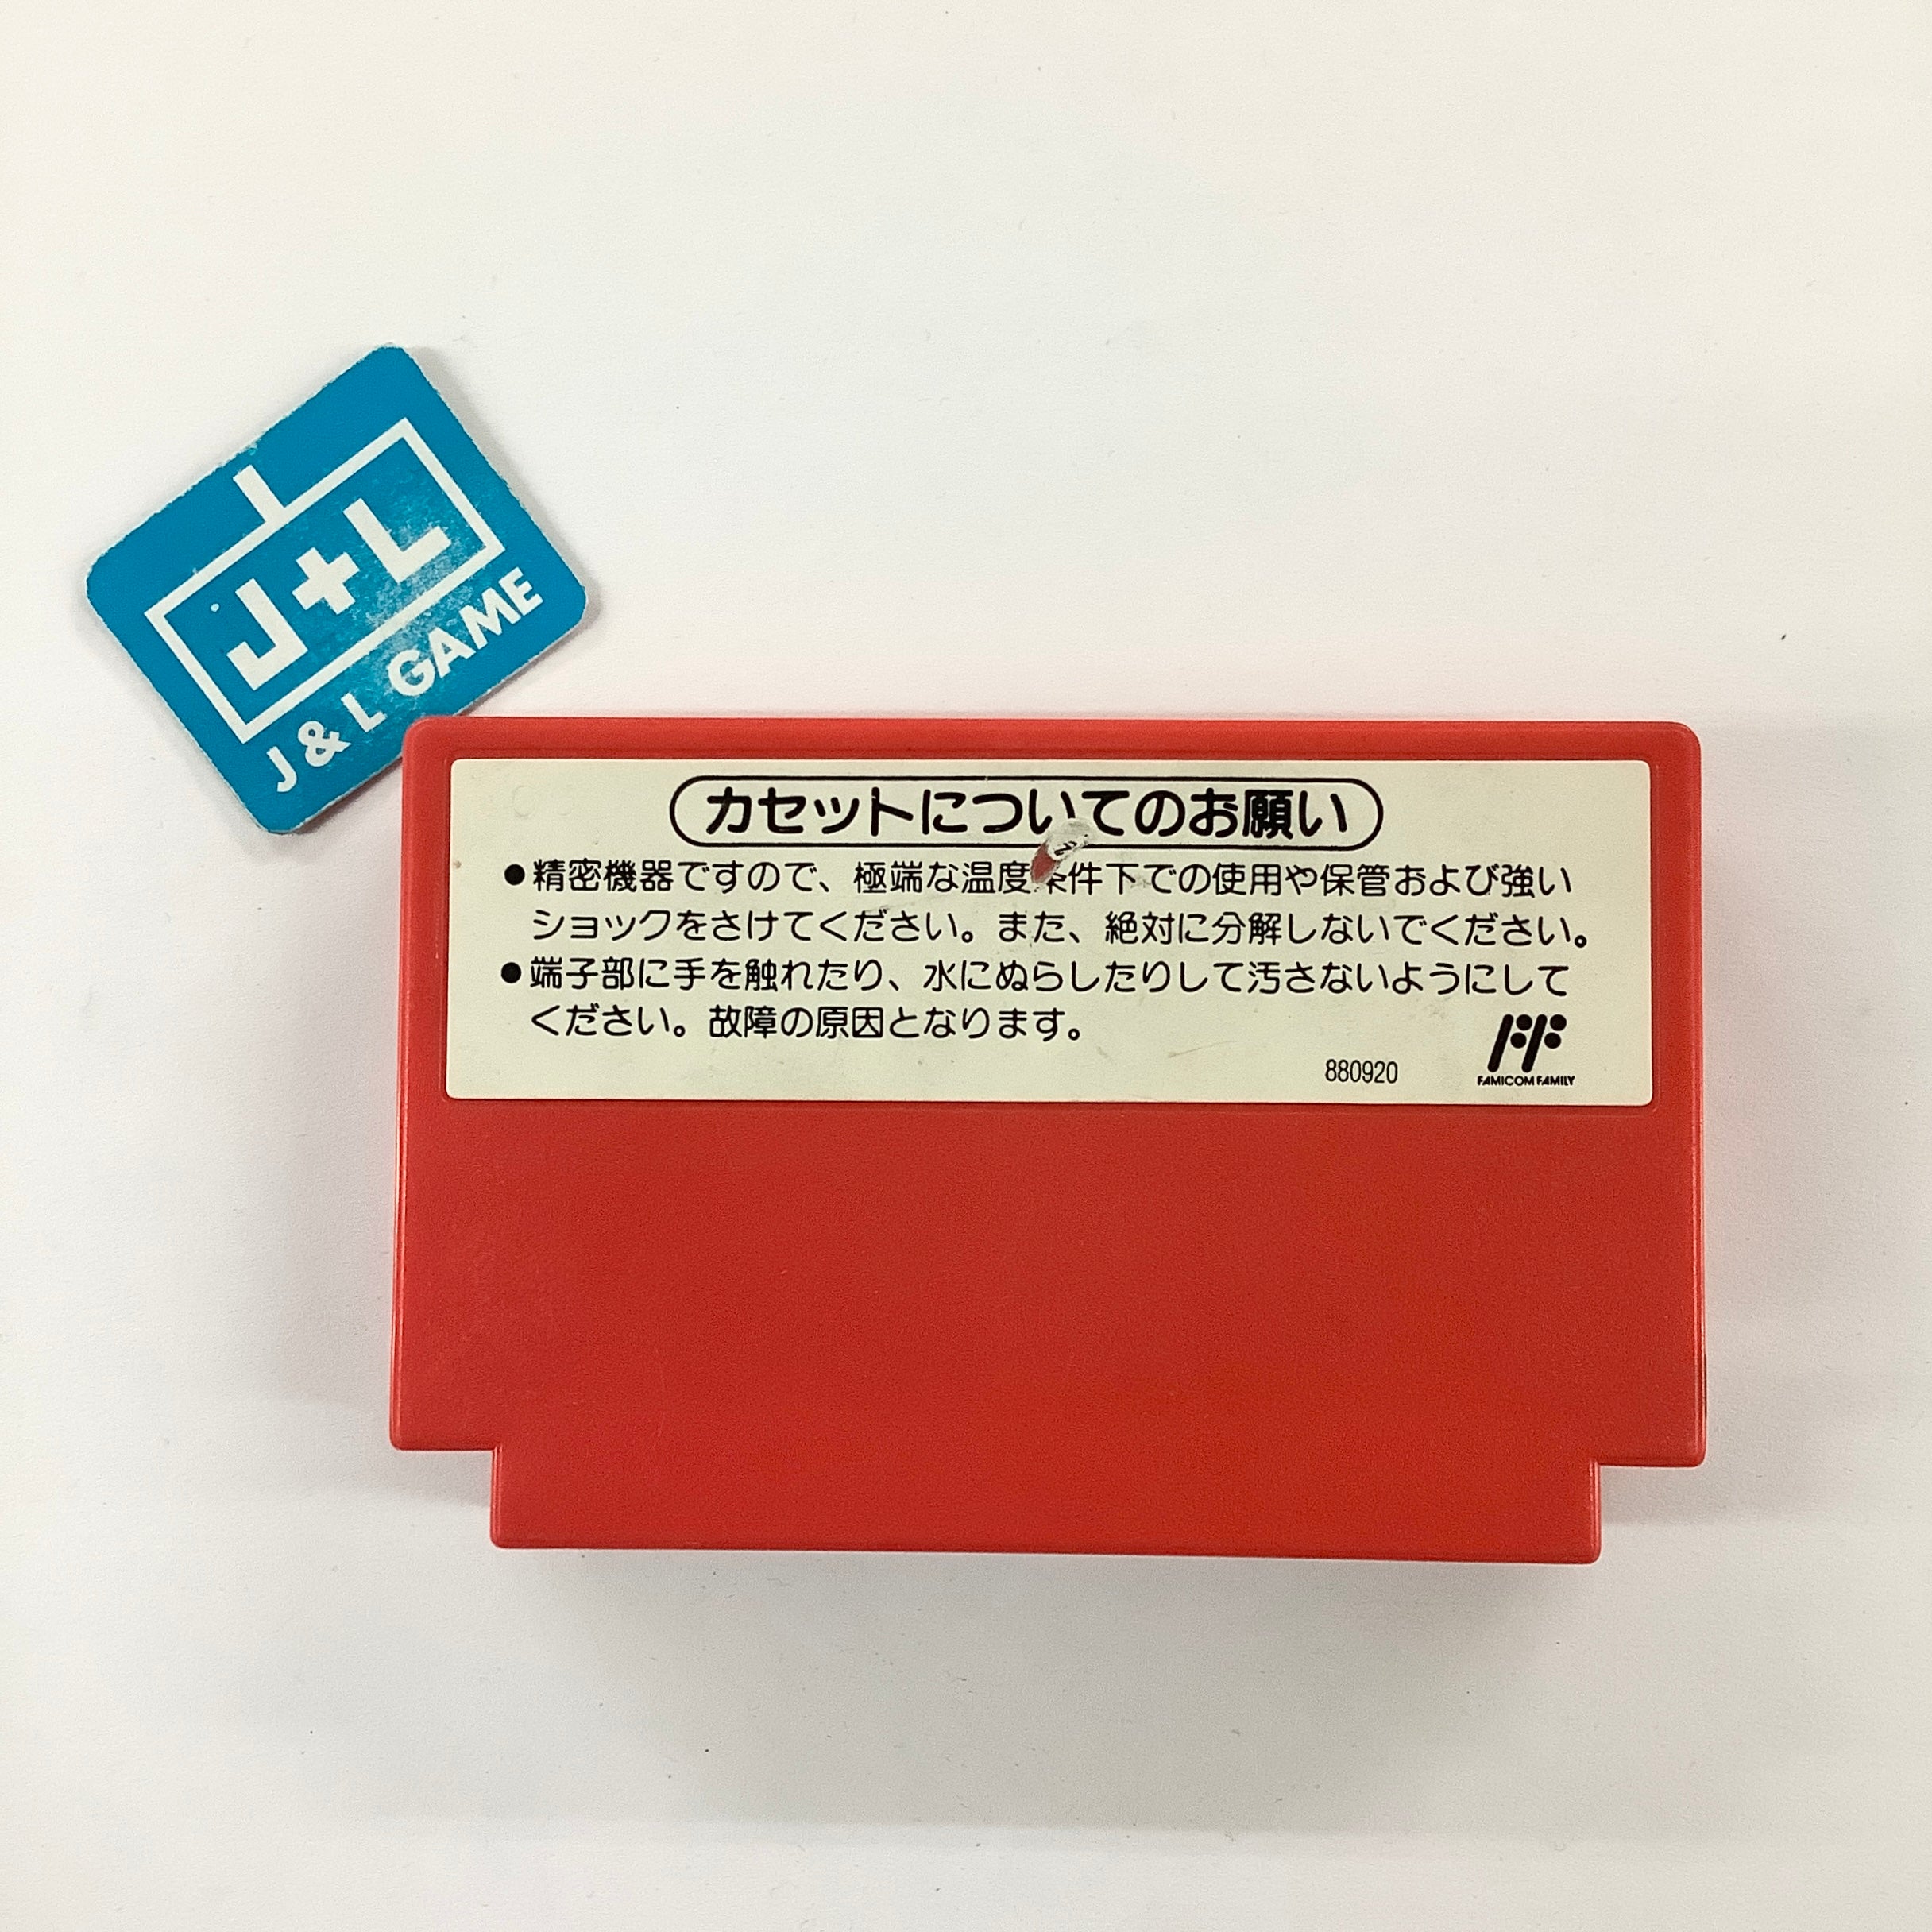 J+L
J & L GAME
カセットについてのお願い
●精密機器ですので、極端な温度条件下での使用や保管および強い
ショックをさけてください。また、絶対に分解しないでください。
●端子部に手を触れたり、水にぬらしたりして汚さないようにして
ください。故障の原因となります。
880920
FF
FAMICOM FAMILY